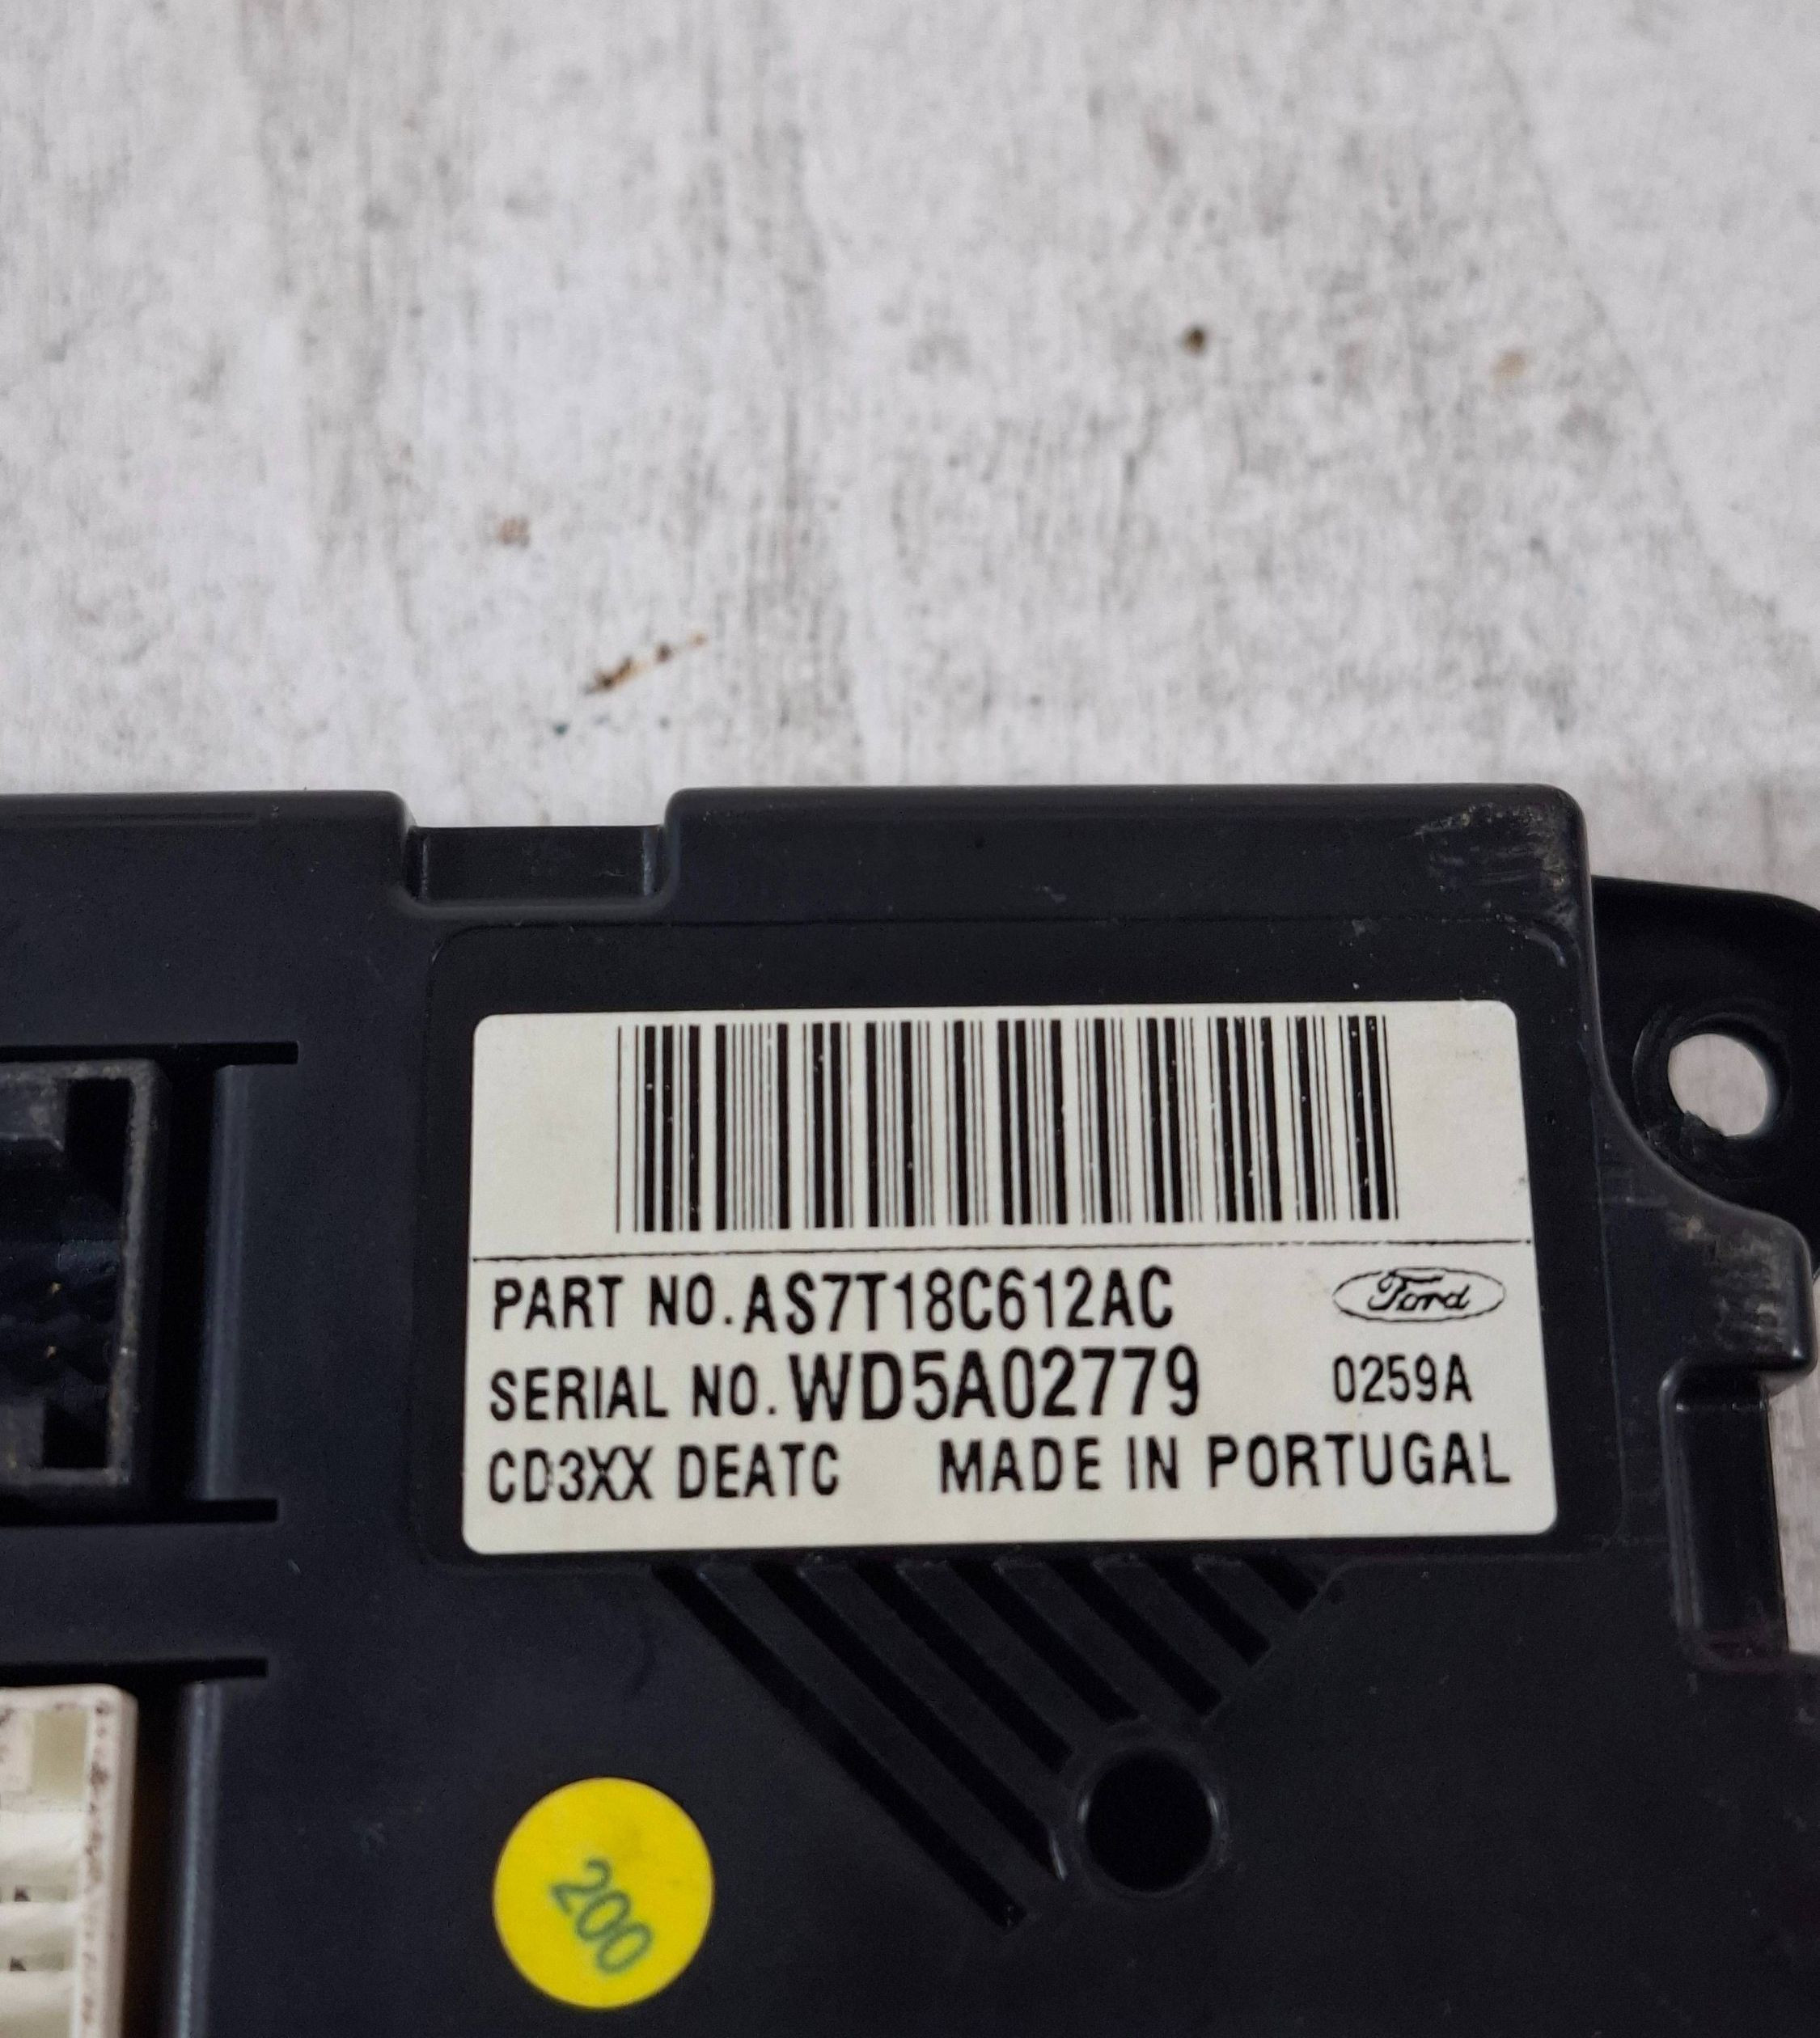 PART NO.AS7T18C612AC
Ford
SERIAL NO.WD5A02779 0259A
CD3XX DEATC MADE IN PORTUGAL
200